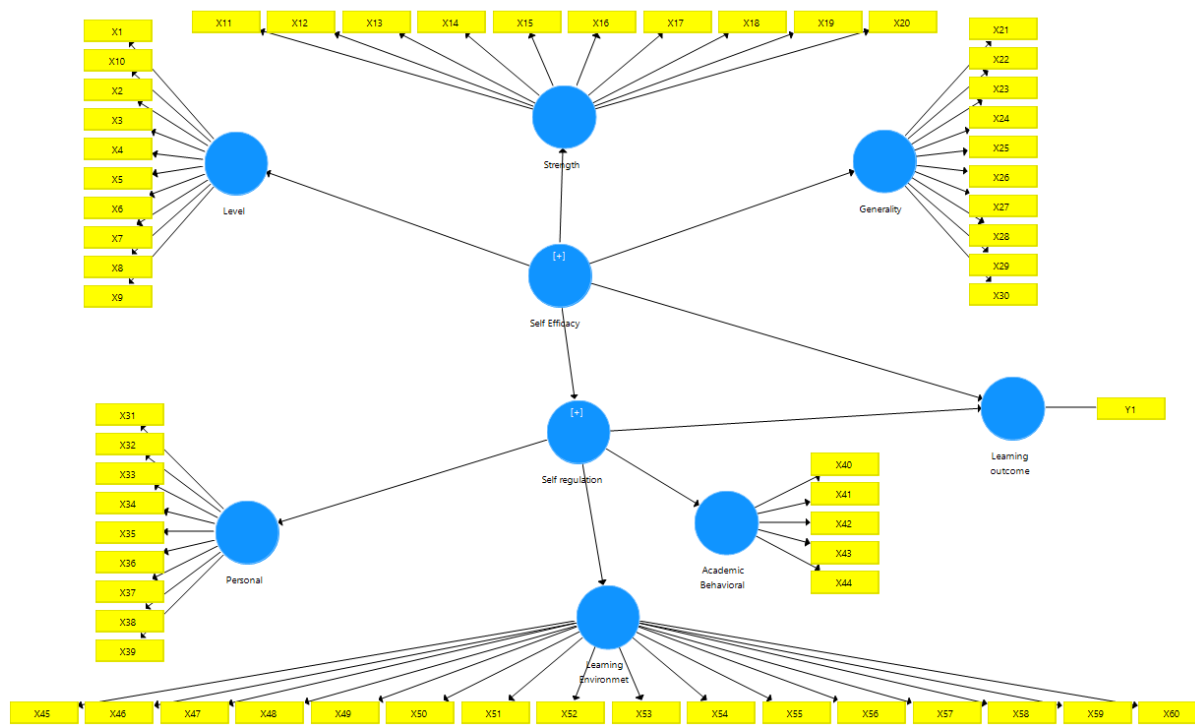 X11
X12
X13
X14
X15
X16
X17
X18
X19
X20
X1
X10
X2
X3
X4
X5
X6
X7
X8
X9
Level
Strength
X21
X22
X23
X24
X25
X26
X27
X28
X29
X30
Generality
[+]
Self Efficacy
[+]
Self regulation
Y1
Learning
outcome
X31
X32
X33
X34
X35
X36
X37
X38
X39
Personal
X40
X41
X42
X43
X44
Academic
Behavioral
Learning
Environmet
X45
X46
X47
X48
X49
X50
X51
X52
X53
X54
X55
X56
X57
X58
X59
X60